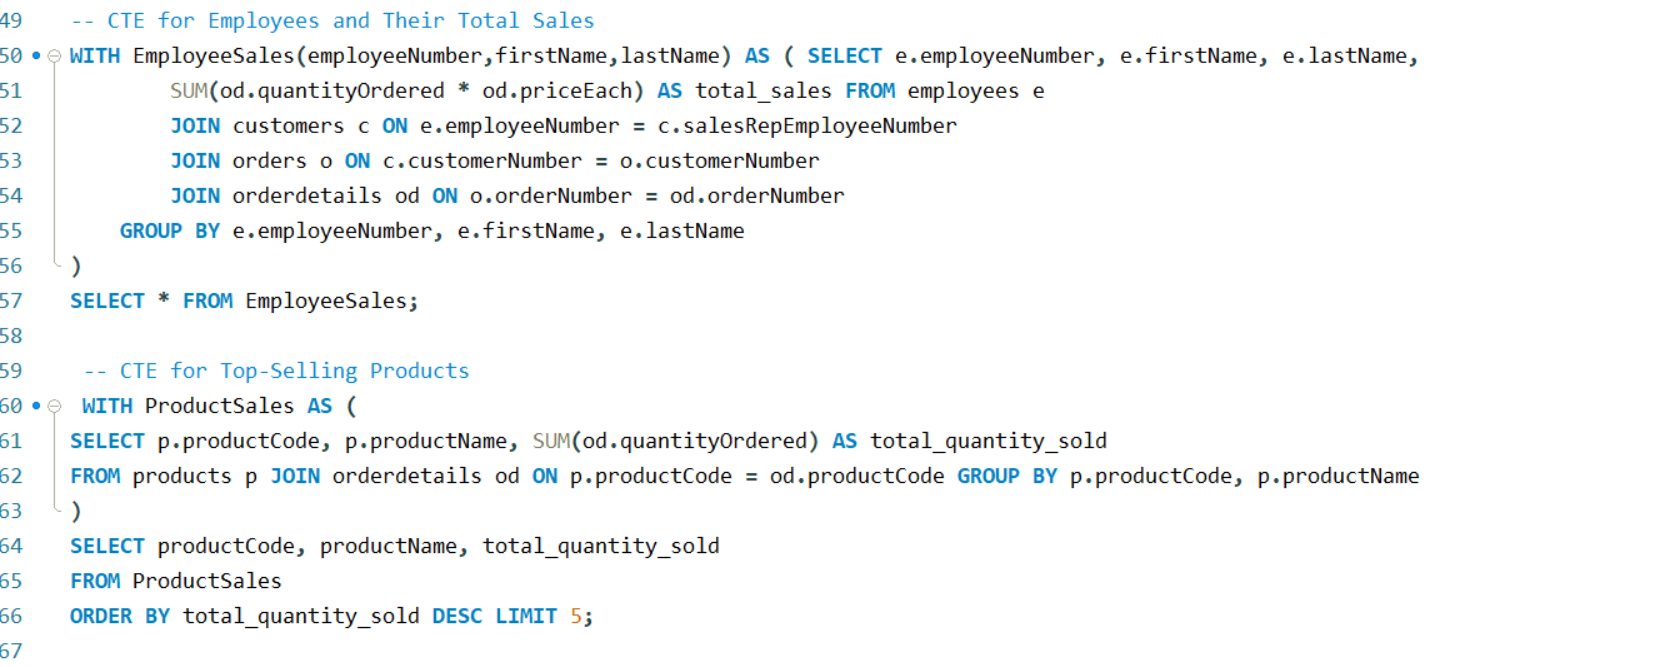 49 -- CTE for Employees and Their Total Sales
50 WITH EmployeeSales(employeeNumber,firstName,lastName) AS ( SELECT e.employeeNumber, e.firstName, e.lastName,
51 SUM(od.quantityOrdered * od.priceEach) AS total_sales FROM employees e
52 JOIN customers c ON e.employeeNumber = c.salesRepEmployeeNumber
53 JOIN orders o ON c.customerNumber = o.customerNumber
54 JOIN orderdetails od ON o.orderNumber = od.orderNumber
55 GROUP BY e.employeeNumber, e.firstName, e.lastName
56 )
57 SELECT * FROM EmployeeSales;
58
59 -- CTE for Top-Selling Products
60 WITH ProductSales AS (
61 SELECT p.productCode, p.productName, SUM(od.quantityOrdered) AS total_quantity_sold
62 FROM products p JOIN orderdetails od ON p.productCode = od.productCode GROUP BY p.productCode, p.productName
63 )
64 SELECT productCode, productName, total_quantity_sold
65 FROM ProductSales
66 ORDER BY total_quantity_sold DESC LIMIT 5;
67